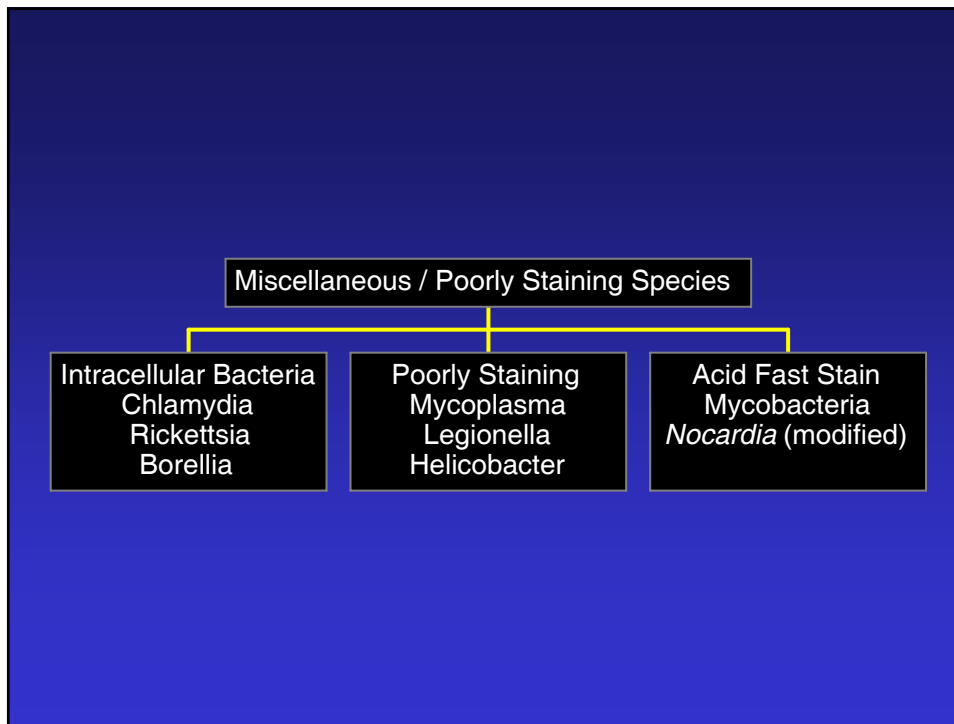 Miscellaneous / Poorly Staining Species
Intracellular Bacteria
Chlamydia
Rickettsia
Borellia
Poorly Staining
Mycoplasma
Legionella
Helicobacter
Acid Fast Stain
Mycobacteria
Nocardia (modified)